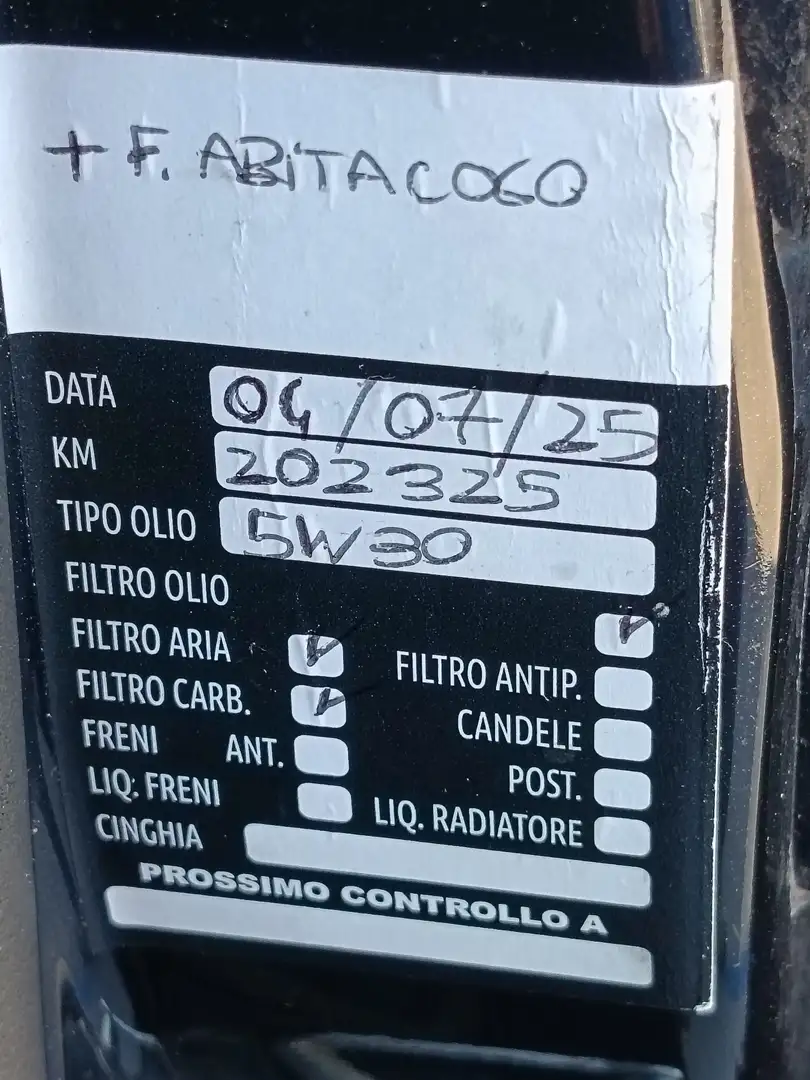 + F. ABITACOLO
DATA 04/07/25
KM 202325
TIPO OLIO 5W30
FILTRO OLIO
FILTRO ARIA
FILTRO ANTIP.
FILTRO CARB.
CANDELE
FRENI ANT.
POST.
LIQ. FRENI
LIQ. RADIATORE
CINGHIA
PROSSIMO CONTROLLO A